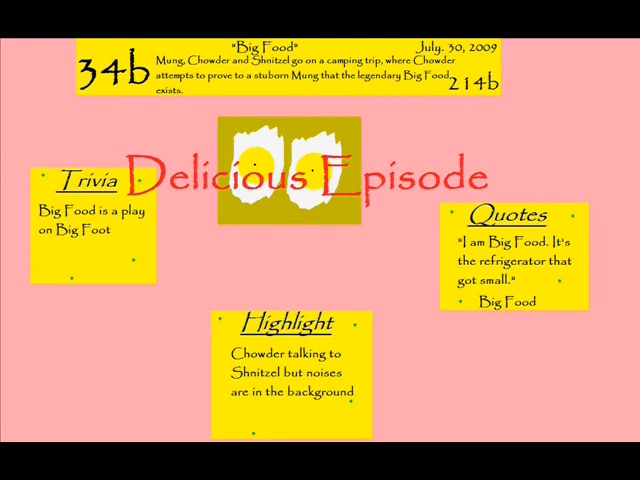 34b
"Big Food"
July. 30, 2009
Mung, Chowder and Shnitzel go on a camping trip, where Chowder
attempts to prove to a stuborn Mung that the legendary Big Food
exists.
214b
Delicious Episode
Trivia
Big Food is a play
on Big Foot
Quotes
"I am Big Food. It's
the refrigerator that
got small."
Big Food
Highlight
Chowder talking to
Shnitzel but noises
are in the background